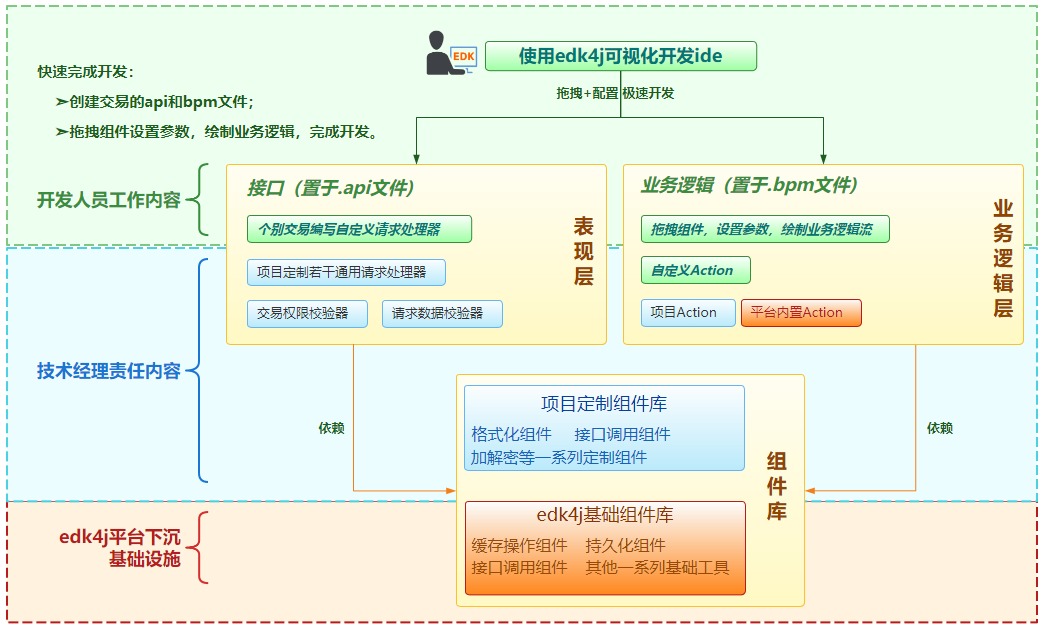 EDK
使用edk4j可视化开发ide
快速完成开发：
➢创建交易的api和bpm文件；
➢拖拽组件设置参数，绘制业务逻辑，完成开发。
拖拽+配置 极速开发
开发人员工作内容
接口（置于.api文件）
个别交易编写自定义请求处理器
项目定制若干通用请求处理器
交易权限校验器
请求数据校验器
表现层
业务逻辑（置于.bpm文件）
拖拽组件，设置参数，绘制业务逻辑流
自定义Action
项目Action
平台内置Action
业务逻辑层
技术经理责任内容
依赖
依赖
项目定制组件库
格式化组件 接口调用组件
加解密等一系列定制组件
组件库
edk4j平台下沉
基础设施
edk4j基础组件库
缓存操作组件 持久化组件
接口调用组件 其他一系列基础工具